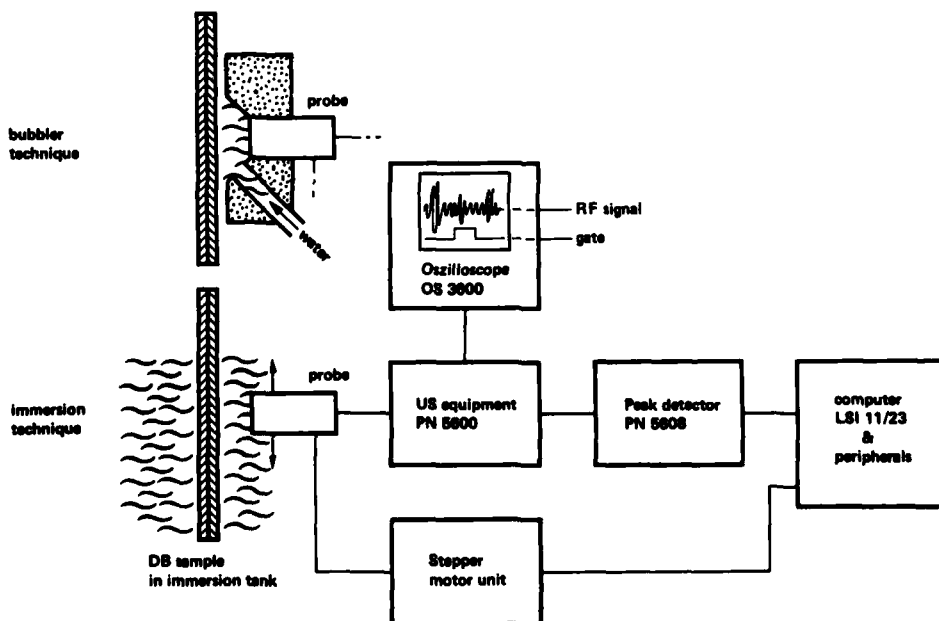 bubbler
technique
probe
water
RF signal
gate
Oszilloscope
OS 3600
immersion
technique
probe
US equipment
PN 5600
Peak detector
PN 5608
computer
LSI 11/23
&
peripherals
DB sample
in immersion tank
Stepper
motor unit